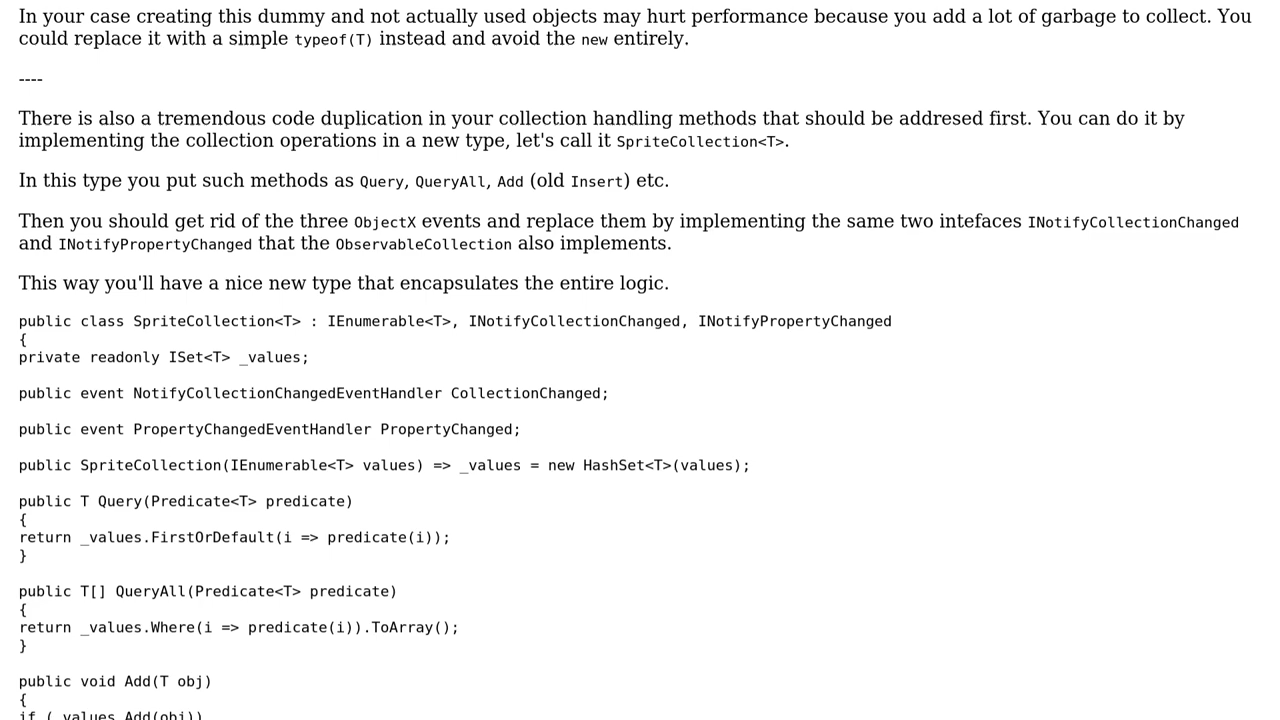 In your case creating this dummy and not actually used objects may hurt performance because you add a lot of garbage to collect. You
could replace it with a simple typeof(T) instead and avoid the new entirely.
----
There is also a tremendous code duplication in your collection handling methods that should be addresed first. You can do it by
implementing the collection operations in a new type, let's call it SpriteCollection<T>.
In this type you put such methods as Query, QueryAll, Add (old Insert) etc.
Then you should get rid of the three ObjectX events and replace them by implementing the same two intefaces INotifyCollectionChanged
and INotifyPropertyChanged that the ObservableCollection also implements.
This way you'll have a nice new type that encapsulates the entire logic.
public class SpriteCollection<T> : IEnumerable<T>, INotifyCollectionChanged, INotifyPropertyChanged
{
private readonly ISet<T> _values;
public event NotifyCollectionChangedEventHandler CollectionChanged;
public event PropertyChangedEventHandler PropertyChanged;
public SpriteCollection(IEnumerable<T> values) => _values = new HashSet<T>(values);
public T Query(Predicate<T> predicate)
{
return _values.FirstOrDefault(i => predicate(i));
}
public T[] QueryAll(Predicate<T> predicate)
{
return _values.Where(i => predicate(i)).ToArray();
}
public void Add(T obj)
{
if (_values.Add(obj))